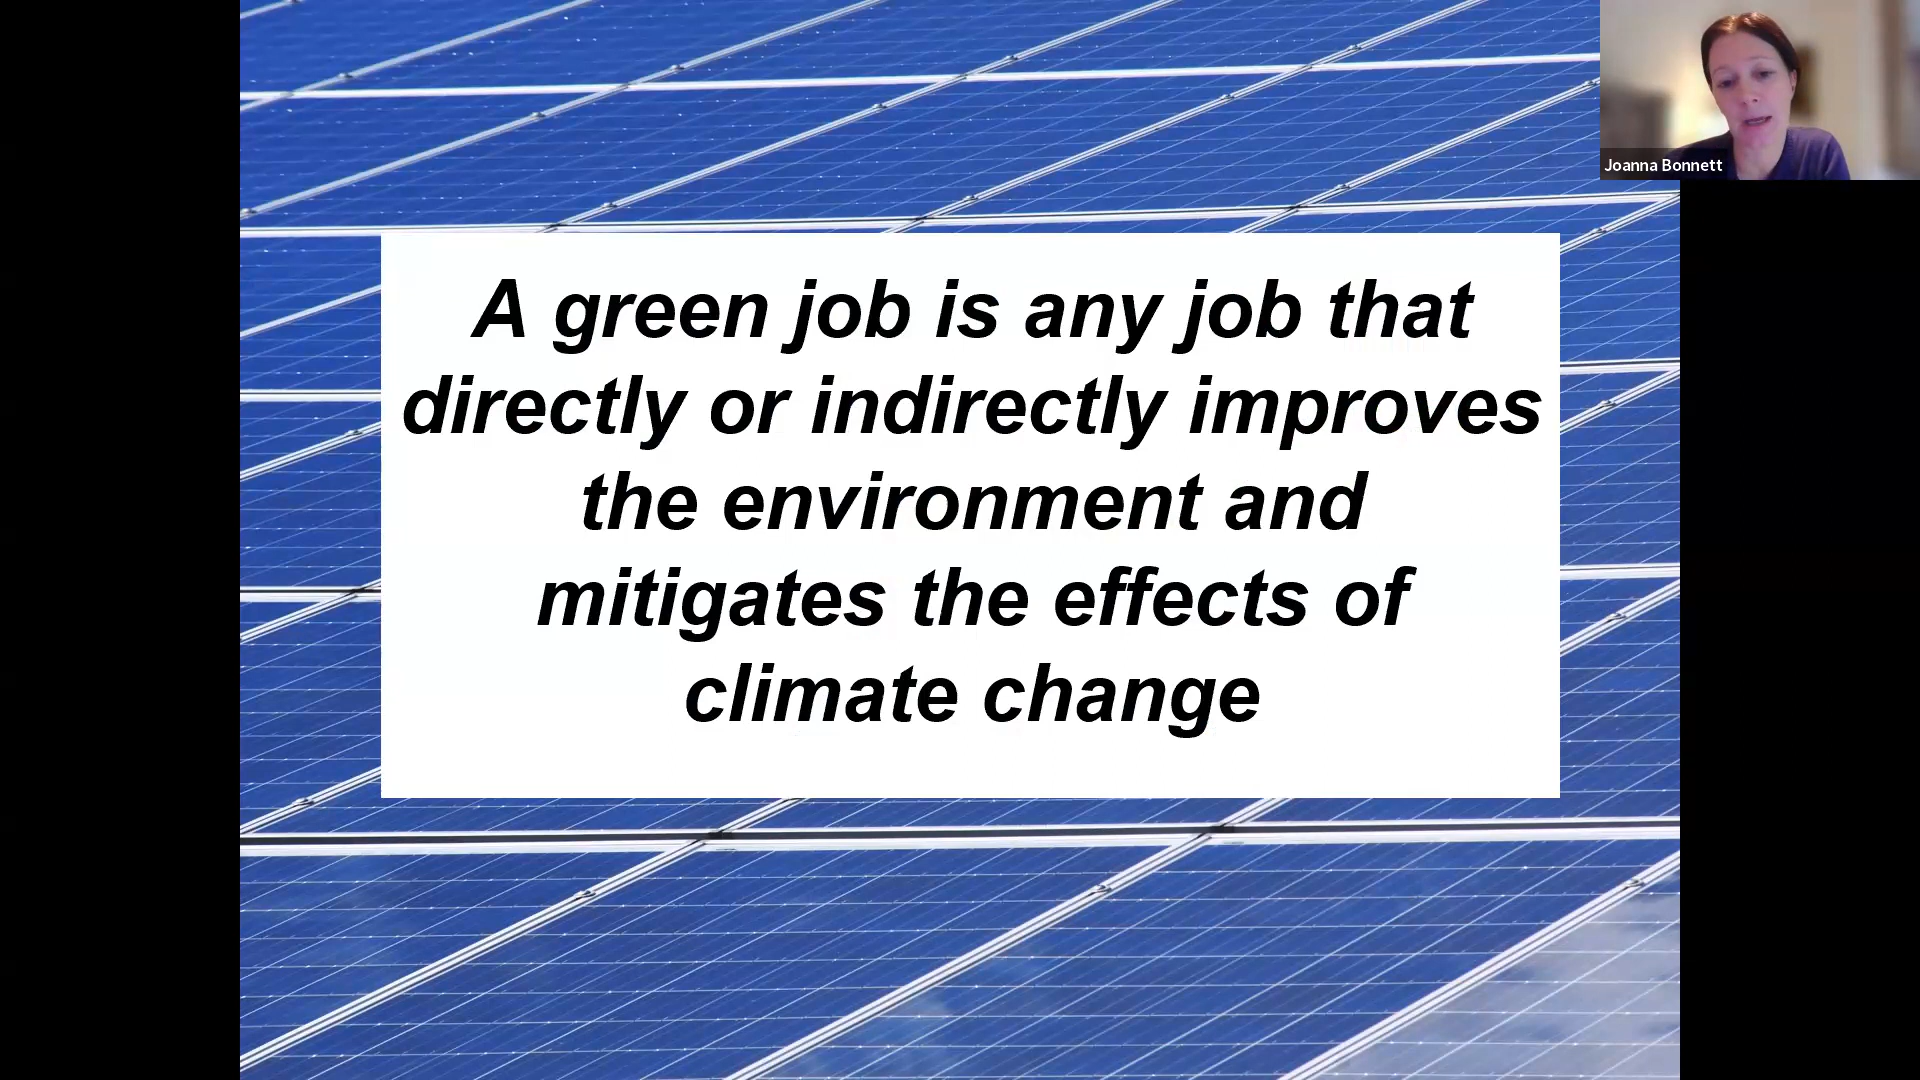 Joanna Bonnett
A green job is any job that
directly or indirectly improves
the environment and
mitigates the effects of
climate change